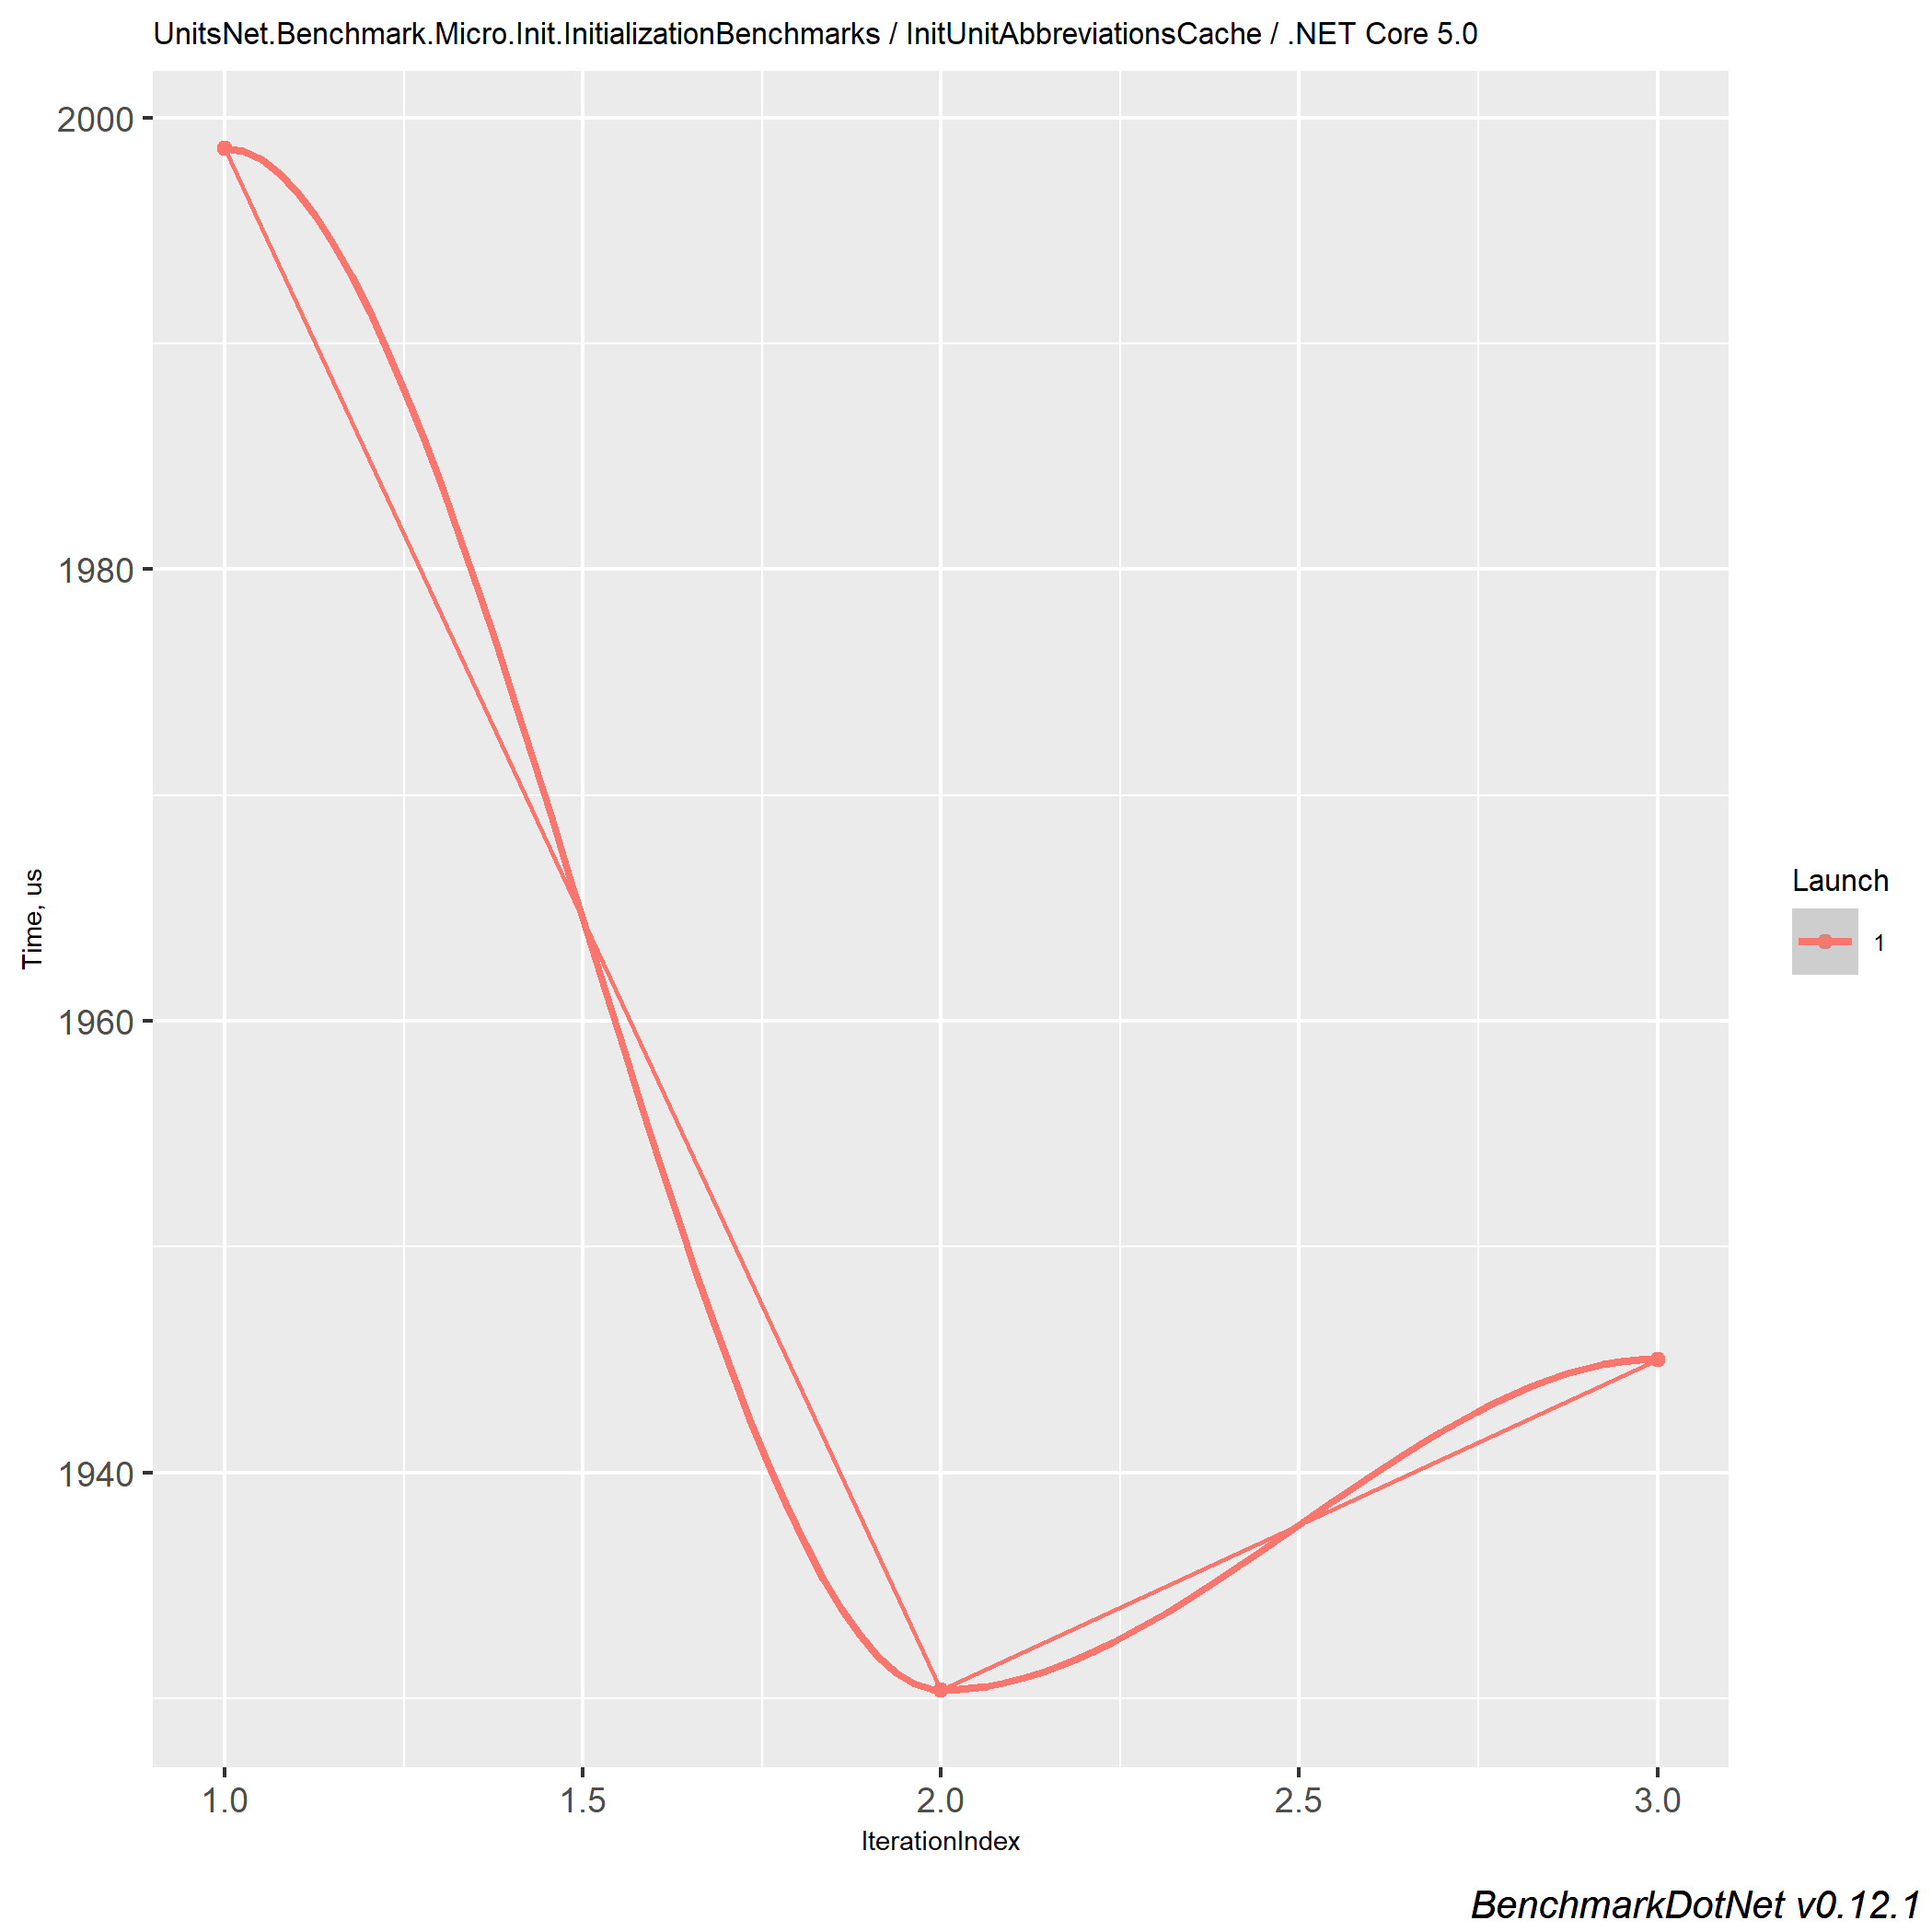 UnitsNet.Benchmark.Micro.Init.InitializationBenchmarks / InitUnitAbbreviationsCache / .NET Core 5.0
2000
1980
1960
1940
Time, us
1.0 1.5 2.0 2.5 3.0
IterationIndex
Launch
1
BenchmarkDotNet v0.12.1